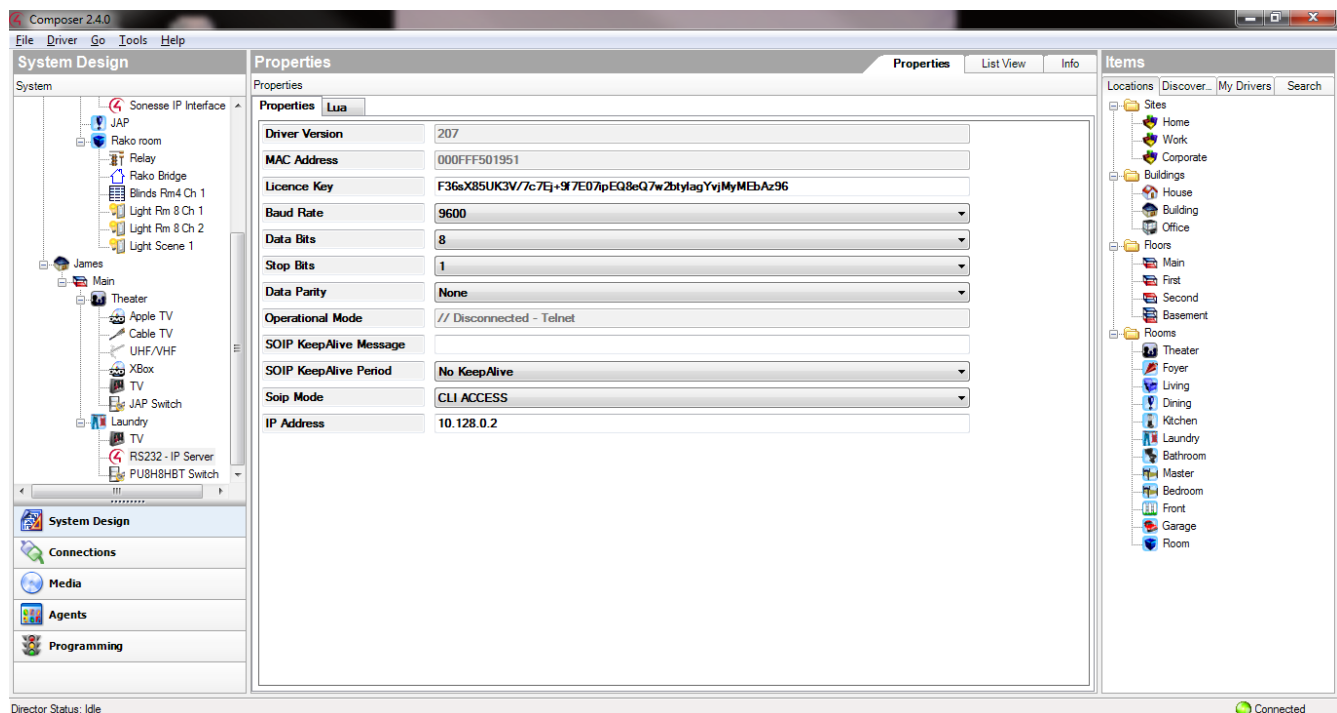 Composer 2.4.0
File Driver Go Tools Help
System Design
System
Sonesse IP Interface
JAP
Rako room
Relay
Rako Bridge
Blinds Rm4 Ch 1
Light Rm 8 Ch 1
Light Rm 8 Ch 2
Light Scene 1
James
Main
Theater
Apple TV
Cable TV
UHF/VHF
XBox
TV
JAP Switch
Laundry
TV
RS232 - IP Server
PU8H8HBT Switch
System Design
Connections
Media
Agents
Programming
Properties
Properties List View Info
Properties
Properties Lua
Driver Version 207
MAC Address 000FFF501951
Licence Key F36sX85UK3V/7c7Ej+9f7E07ipEQ8eQ7w2btylagYvjMyMEbAz96
Baud Rate 9600
Data Bits 8
Stop Bits 1
Data Parity None
Operational Mode // Disconnected - Telnet
SOIP KeepAlive Message
SOIP KeepAlive Period No KeepAlive
Soip Mode CLI ACCESS
IP Address 10.128.0.2
Items
Locations Discover... My Drivers Search
Sites
Home
Work
Corporate
Buildings
House
Building
Office
Floors
Main
First
Second
Basement
Rooms
Theater
Foyer
Living
Dining
Kitchen
Laundry
Bathroom
Master
Bedroom
Front
Garage
Room
Director Status: Idle
Connected